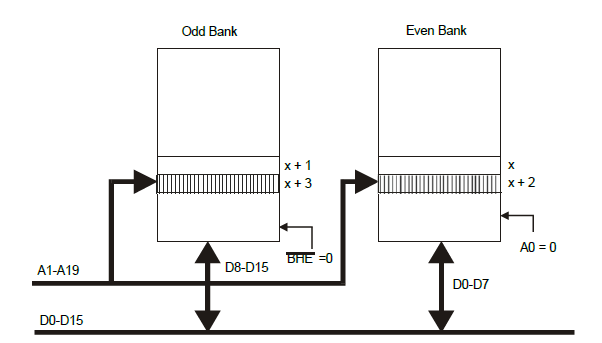 Odd Bank
Even Bank
x + 1
x + 3
x
x + 2
A1-A19
D8-D15
BHE =0
A0 = 0
D0-D7
D0-D15